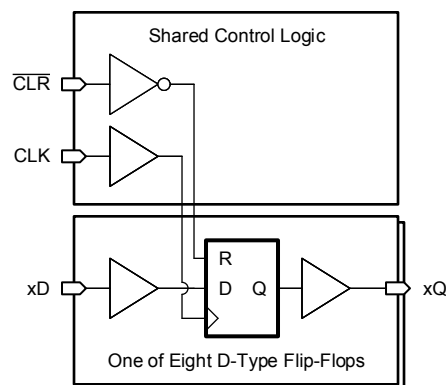 Shared Control Logic
CLR
CLK
R
xD
D Q
xQ
One of Eight D-Type Flip-Flops